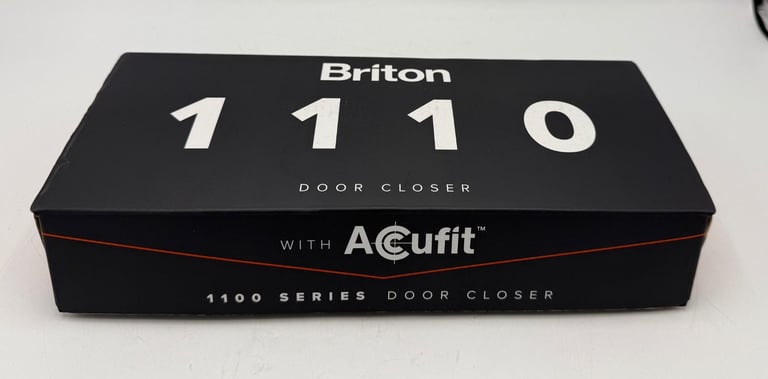 Briton
1110
DOOR CLOSER
WITH Accufit™
1100 SERIES DOOR CLOSER